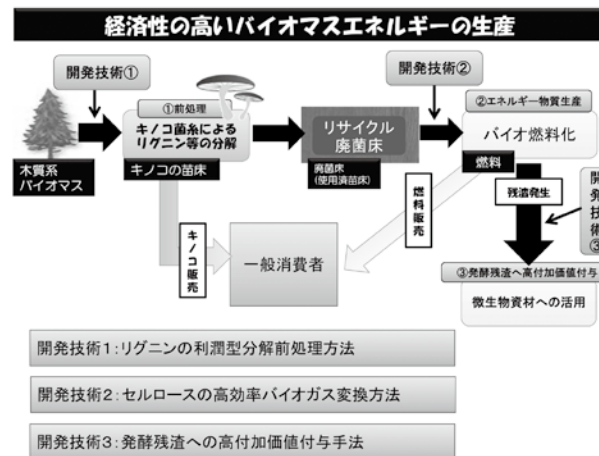 経済性の高いバイオマスエネルギーの生産
開発技術①
開発技術②
①前処理
キノコ菌糸による
リグニン等の分解
リサイクル
廃菌床
②エネルギー物質生産
バイオ燃料化
木質系
バイオマス
キノコの苗床
廃菌床
(使用済苗床)
燃料
残渣発生
開発技術③
キノコ販売
燃料販売
一般消費者
③発酵残渣へ高付加価値付与
微生物資材への活用
開発技術1:リグニンの利潤型分解前処理方法
開発技術2:セルロースの高効率バイオガス変換方法
開発技術3:発酵残渣への高付加価値付与手法